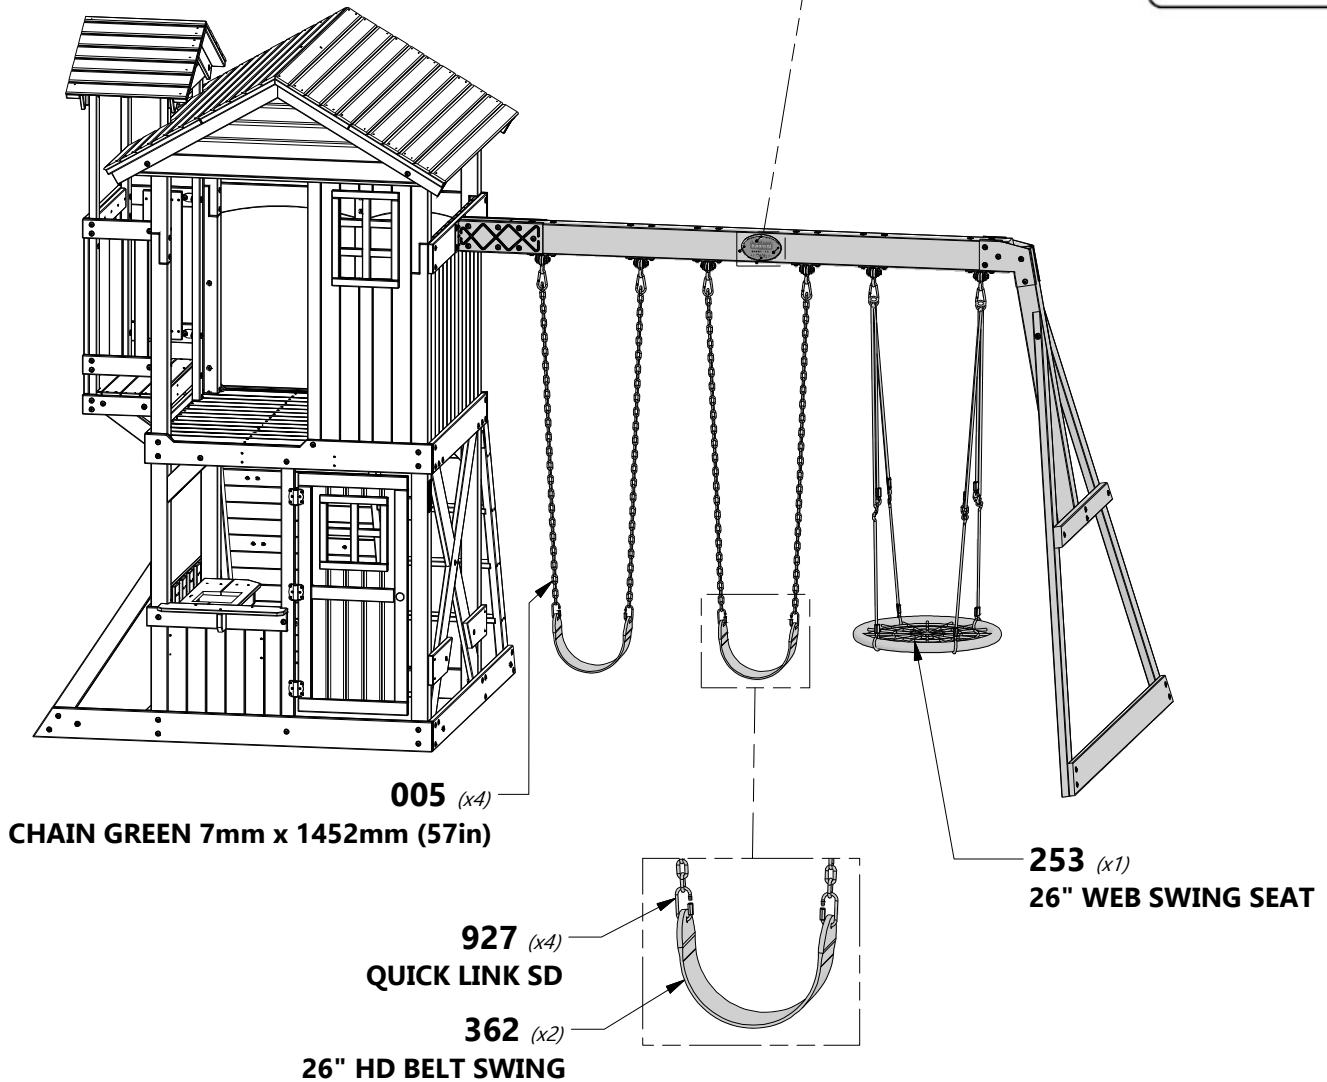 005 (x4)
CHAIN GREEN 7mm x 1452mm (57in)
253 (x1)
26" WEB SWING SEAT
927 (x4)
QUICK LINK SD
362 (x2)
26" HD BELT SWING